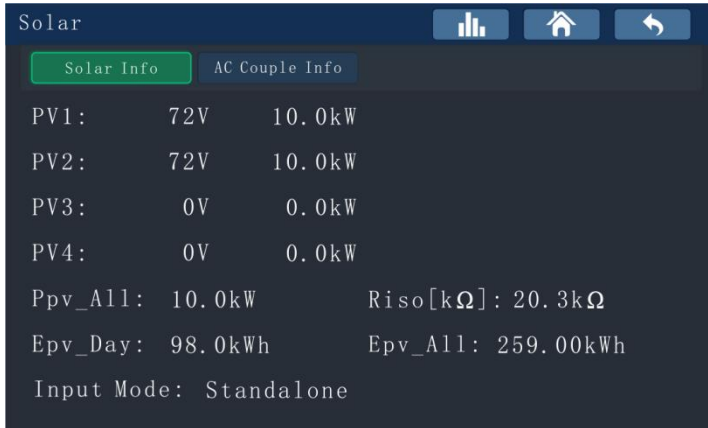 Solar
Solar Info AC Couple Info
PV1: 72V 10.0kW
PV2: 72V 10.0kW
PV3: 0V 0.0kW
PV4: 0V 0.0kW
Ppv_All: 10.0kW Riso[kΩ]: 20.3kΩ
Epv_Day: 98.0kWh Epv_All: 259.00kWh
Input Mode: Standalone